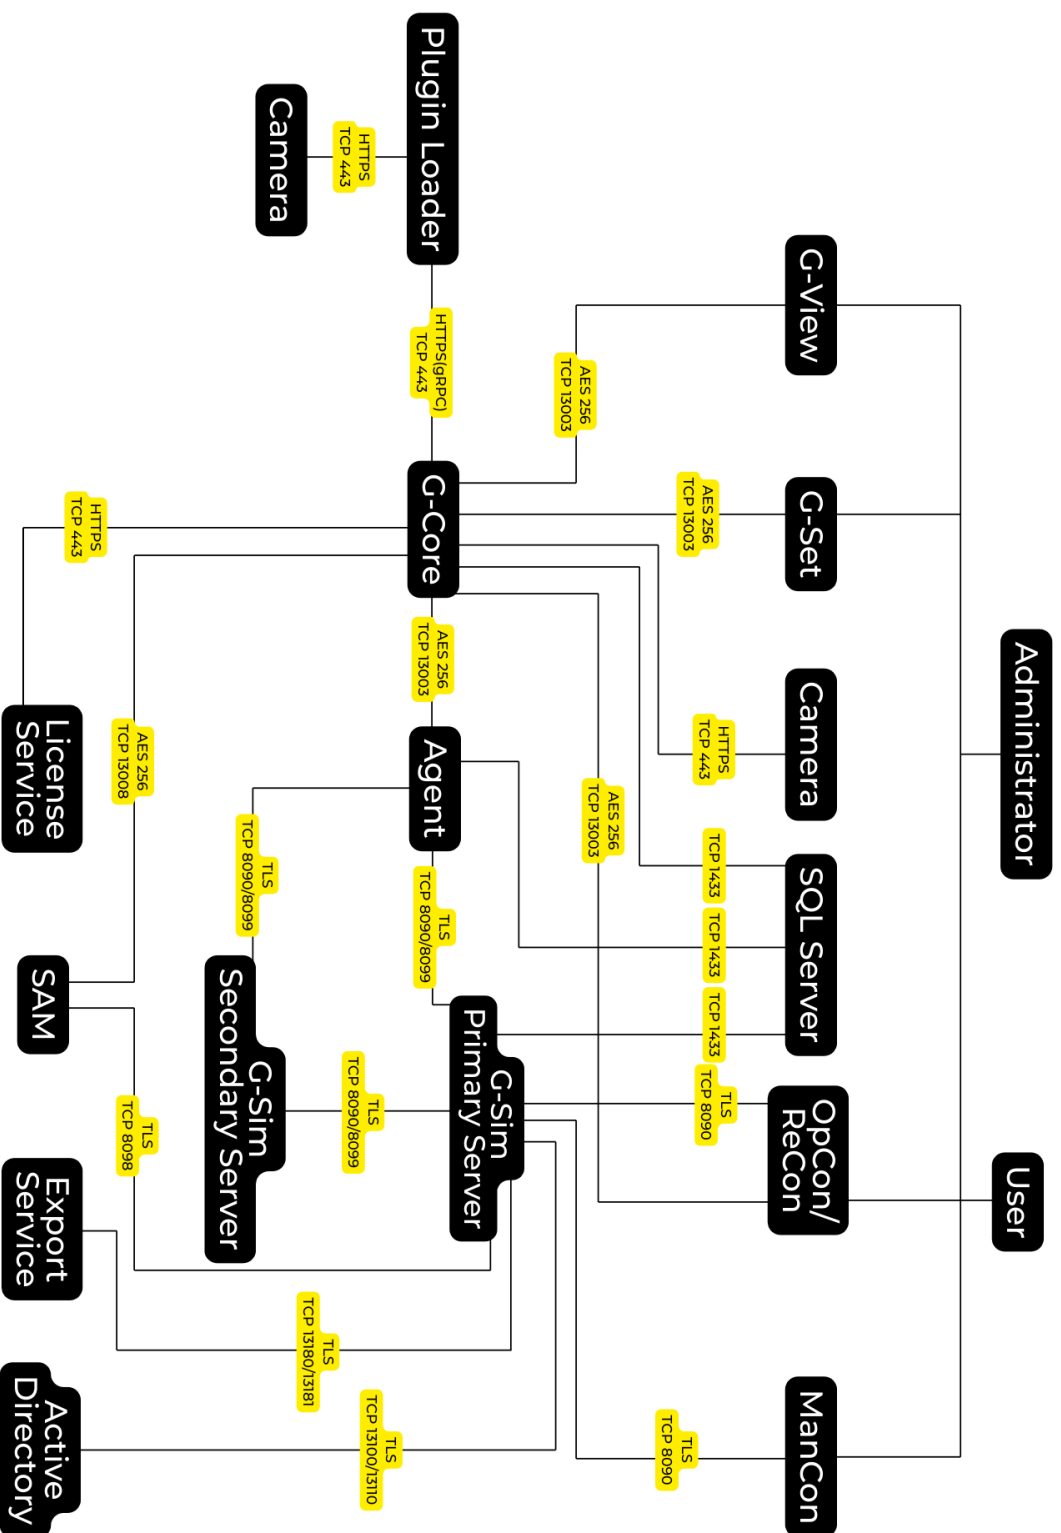 Administrator
User
G-View
G-Set
Camera
SQL Server
OpCon/
ReCon
ManCon
AES 256
TCP 13003
AES 256
TCP 13003
HTTPS
TCP 443
TCP 1433
TCP 1433
TCP 1433
TLS
TCP 8090
TLS
TCP 8090
AES 256
TCP 13003
Plugin Loader
HTTPS(gRPC)
TCP 443
G-Core
AES 256
TCP 13003
Agent
TLS
TCP 8090/8099
G-Sim
Primary Server
HTTPS
TCP 443
Camera
TLS
TCP 8090/8099
TLS
TCP 8090/8099
G-Sim
Secondary Server
TLS
TCP 13180/13181
TLS
TCP 13100/13110
HTTPS
TCP 443
AES 256
TCP 13008
TLS
TCP 8098
License
Service
SAM
Export
Service
Active
Directory